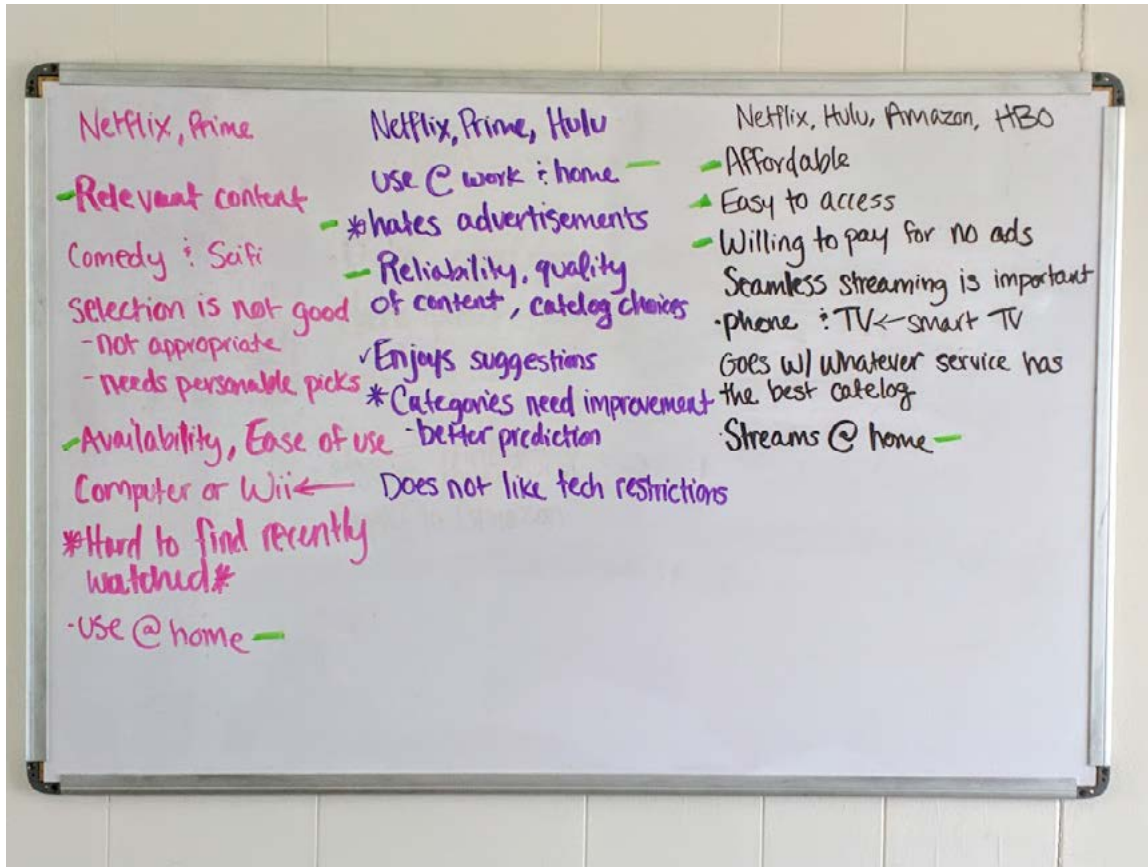 Netflix, Prime
-Relevant content
Comedy & Scifi
Selection is not good
-not appropriate
-needs personable picks
-Availability, Ease of use
Computer or Wii←
*Hard to find recently
watched*
·use @ home -
Netflix, Prime, Hulu
use @ work & home -
- *hates advertisements
- Reliability, quality
of content, catelog choices
✓Enjoys suggestions
*Categories need improvement
-better prediction
Does not like tech restrictions
Netflix, Hulu, Amazon, HBO
-Affordable
- Easy to access
- Willing to pay for no ads
Seamless streaming is important
·phone & TV←smart TV
Goes w/ whatever service has
the best catelog
·Streams @ home -